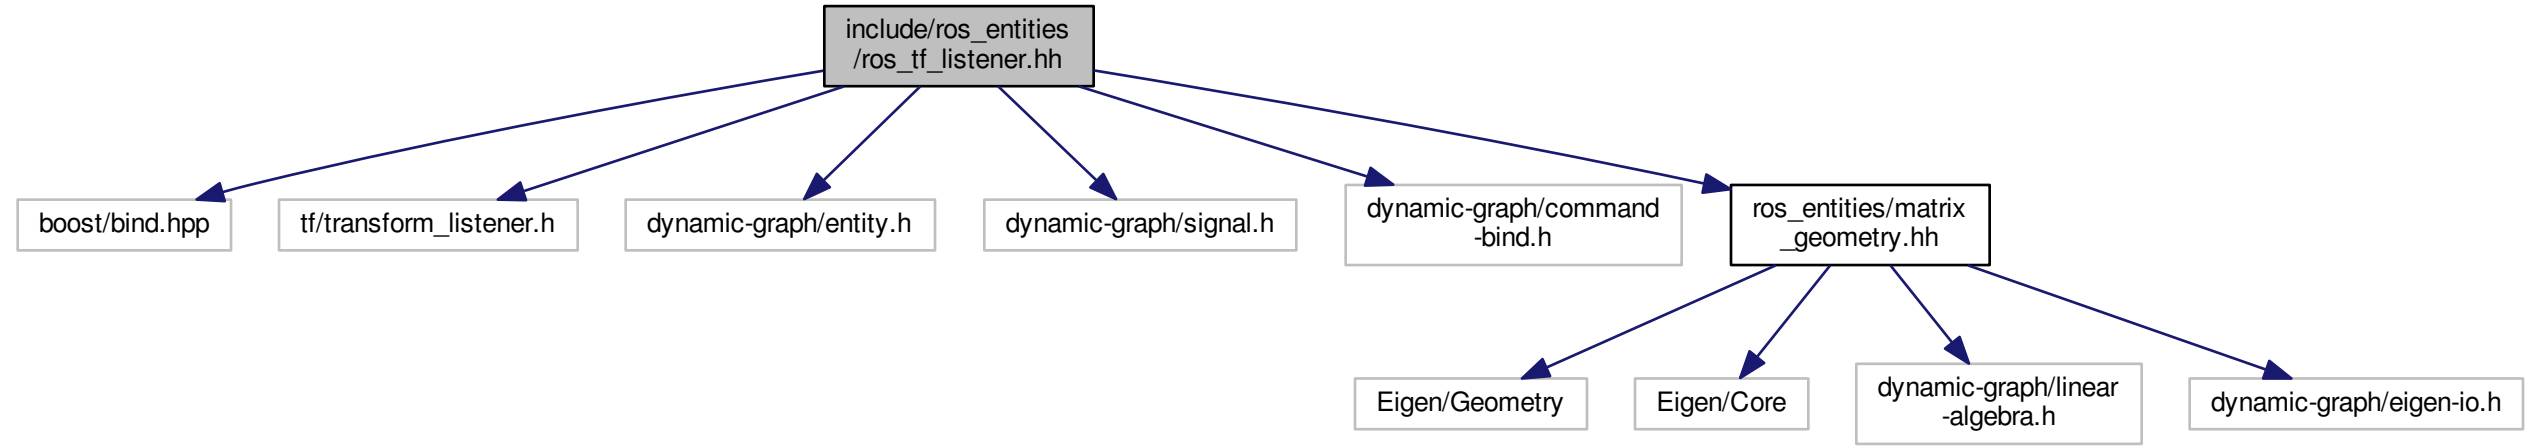 include/ros_entities
/ros_tf_listener.hh
boost/bind.hpp
tf/transform_listener.h
dynamic-graph/entity.h
dynamic-graph/signal.h
dynamic-graph/command
-bind.h
ros_entities/matrix
_geometry.hh
Eigen/Geometry
Eigen/Core
dynamic-graph/linear
-algebra.h
dynamic-graph/eigen-io.h